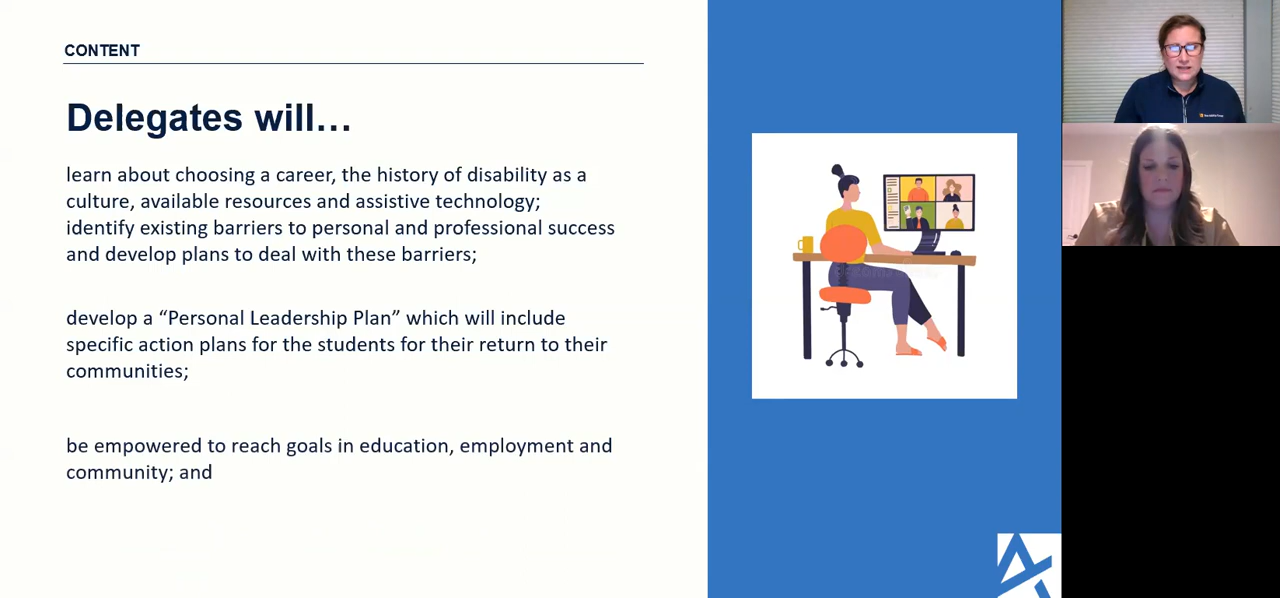 CONTENT
Delegates will…
learn about choosing a career, the history of disability as a
culture, available resources and assistive technology;
identify existing barriers to personal and professional success
and develop plans to deal with these barriers;
develop a “Personal Leadership Plan” which will include
specific action plans for the students for their return to their
communities;
be empowered to reach goals in education, employment and
community; and